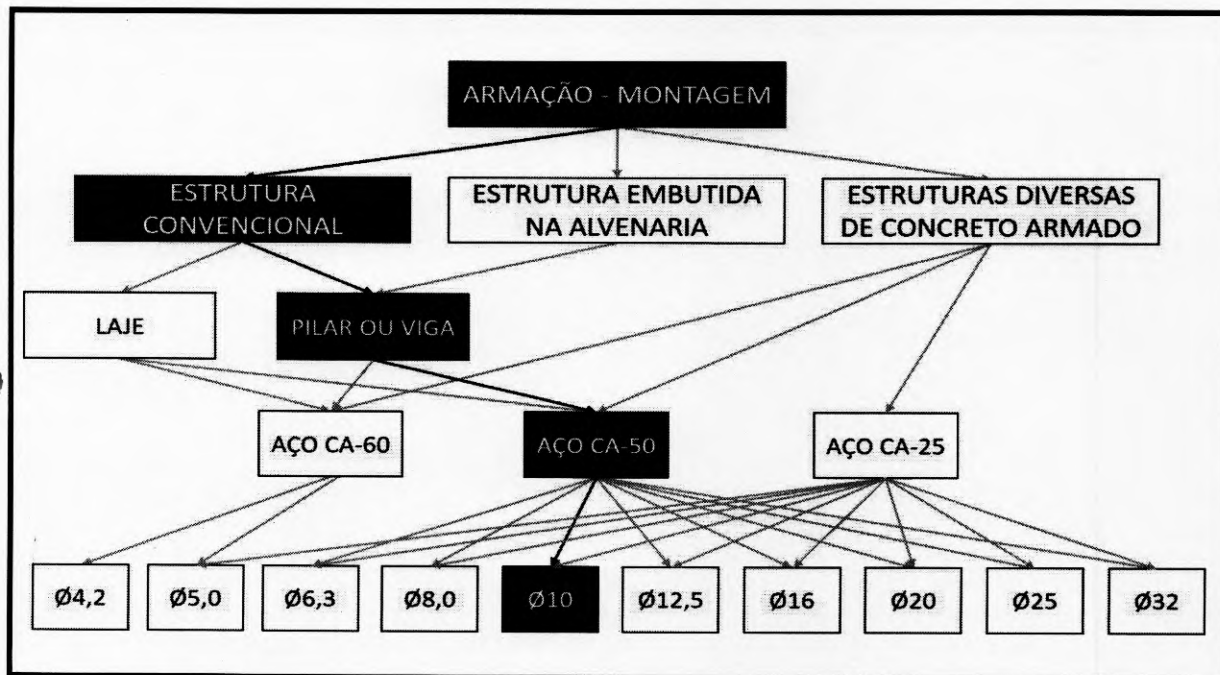 ARMAÇÃO - MONTAGEM
ESTRUTURA
CONVENCIONAL
ESTRUTURA EMBUTIDA
NA ALVENARIA
ESTRUTURAS DIVERSAS
DE CONCRETO ARMADO
LAJE
PILAR OU VIGA
AÇO CA-60
AÇO CA-50
AÇO CA-25
Ø4,2
Ø5,0
Ø6,3
Ø8,0
Ø10
Ø12,5
Ø16
Ø20
Ø25
Ø32